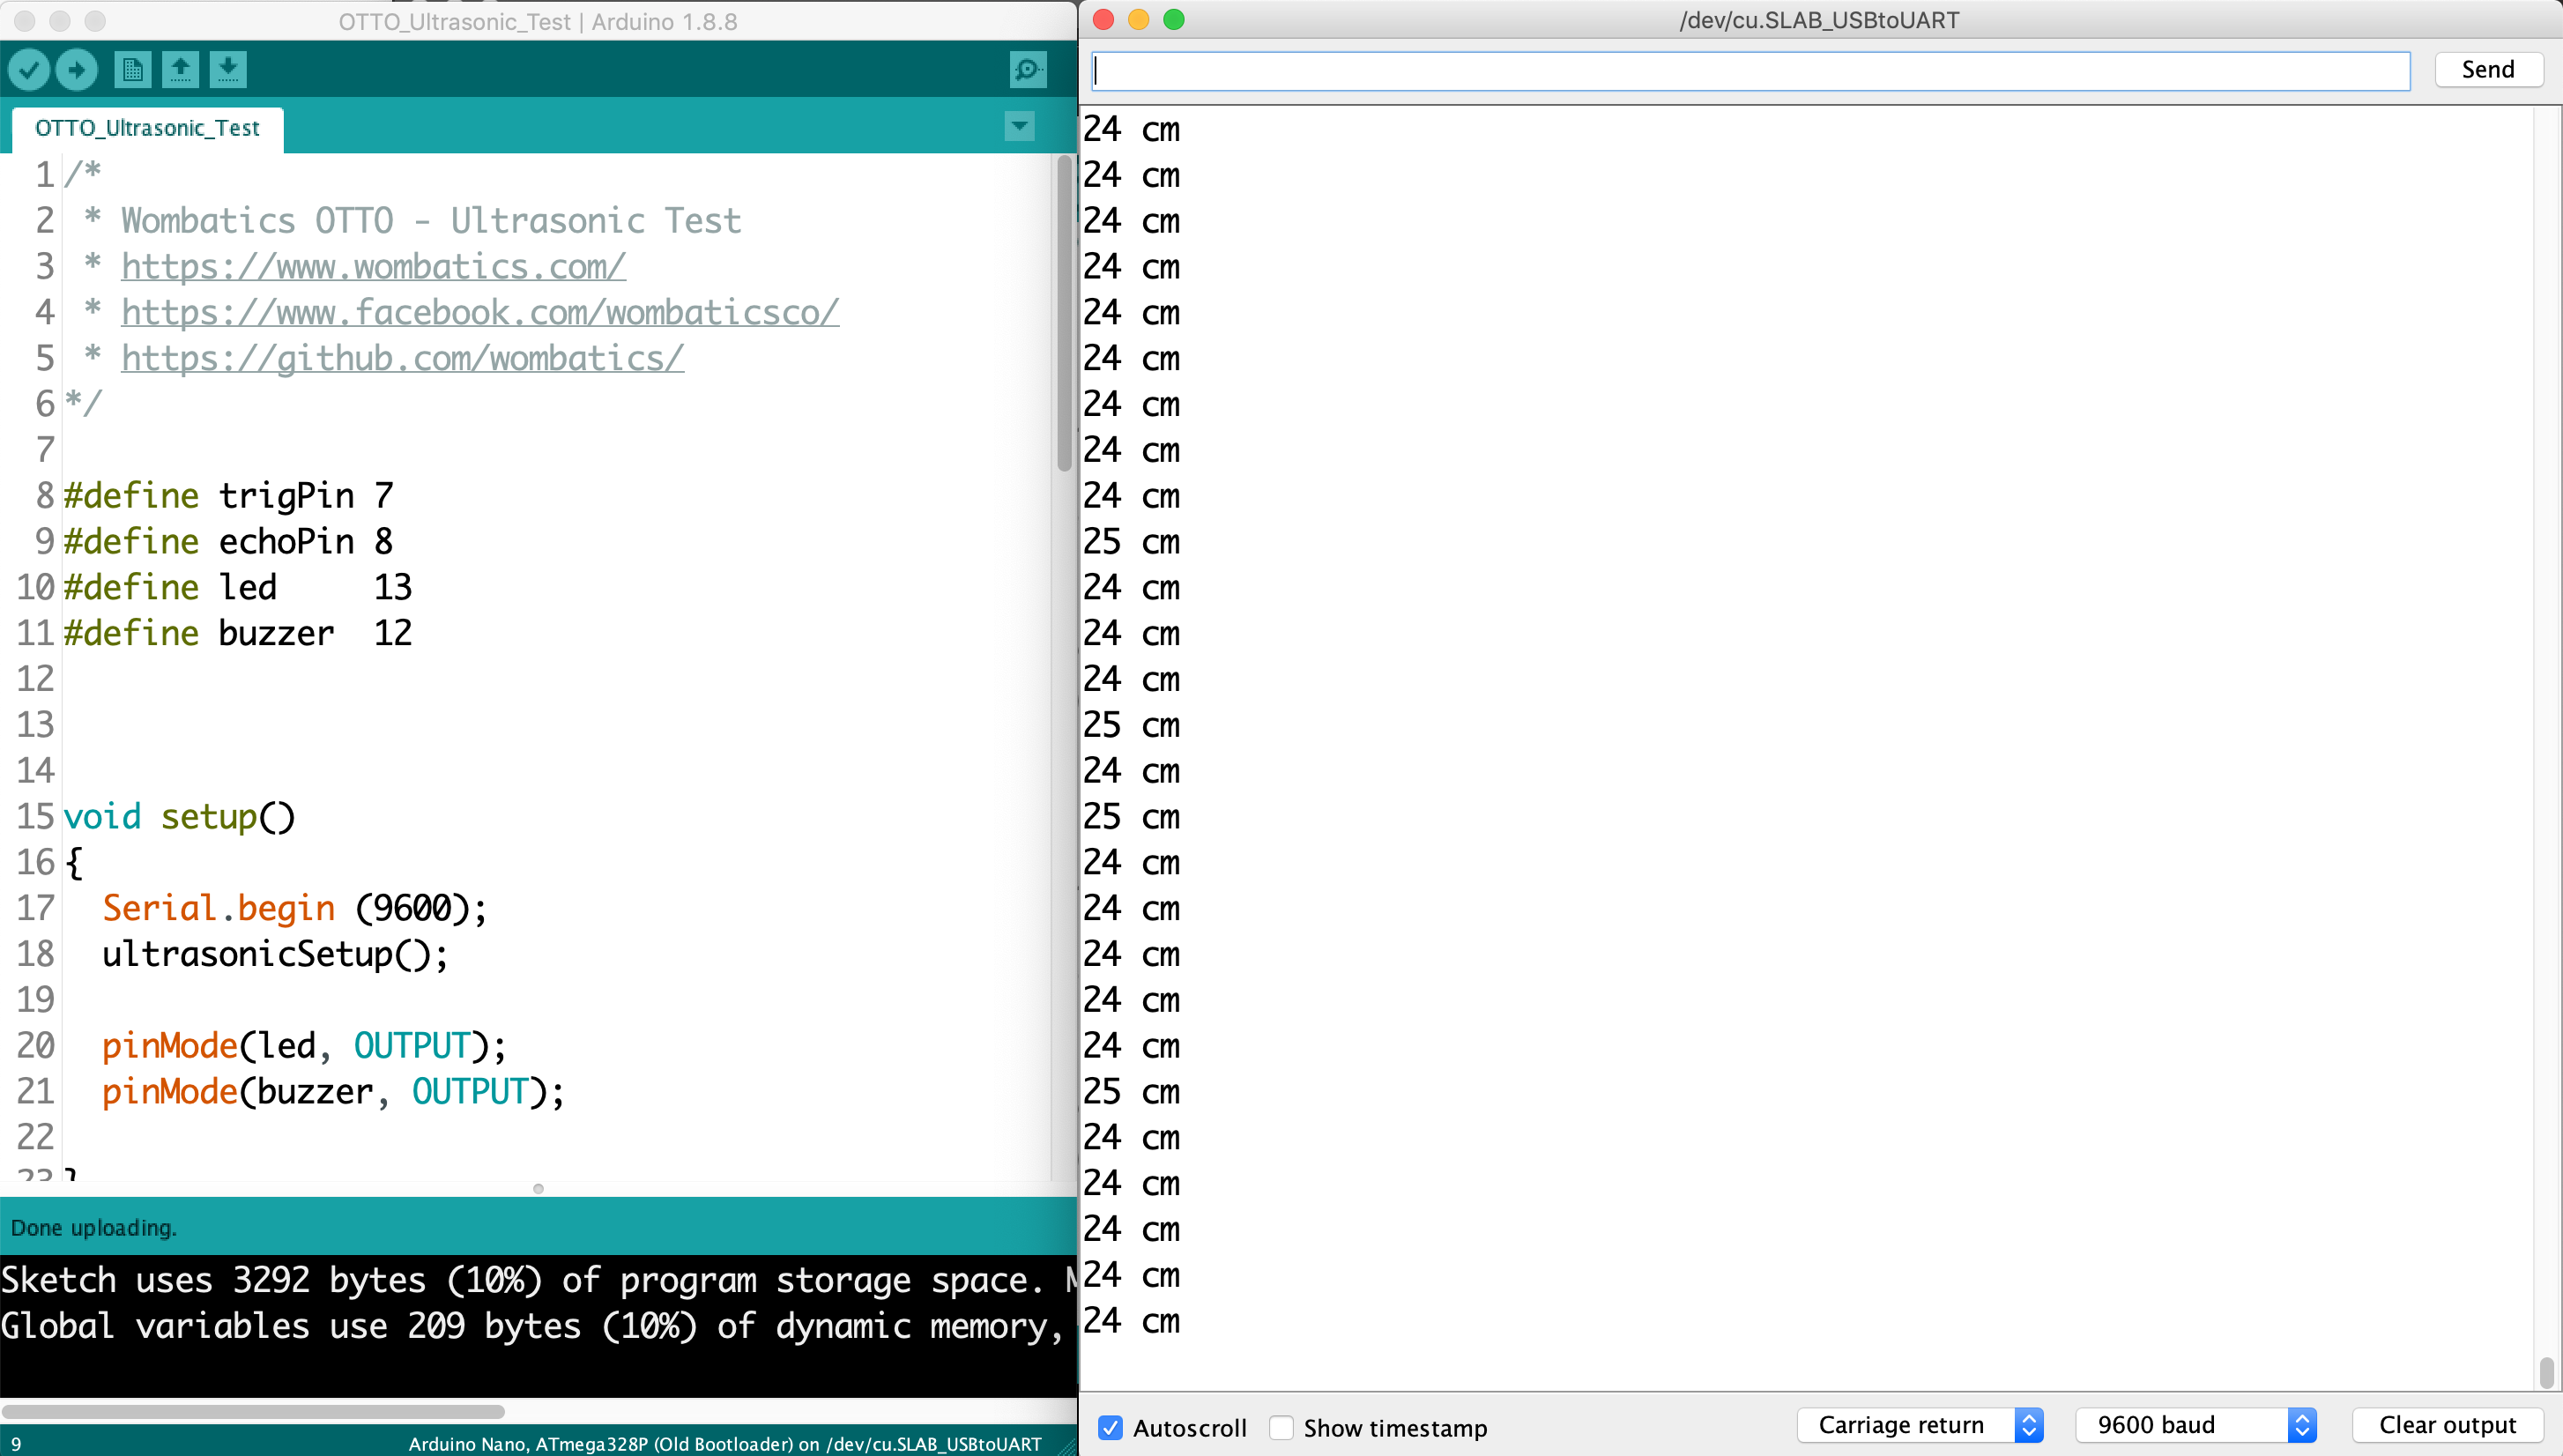 OTTO_Ultrasonic_Test | Arduino 1.8.8
OTTO_Ultrasonic_Test
1 /*
2  * Wombatics OTTO - Ultrasonic Test
3  * https://www.wombatics.com/
4  * https://www.facebook.com/wombaticsco/
5  * https://github.com/wombatics/
6 */
7
8 #define trigPin 7
9 #define echoPin 8
10 #define led     13
11 #define buzzer  12
12
13
14
15 void setup()
16 {
17   Serial.begin (9600);
18   ultrasonicSetup();
19
20   pinMode(led, OUTPUT);
21   pinMode(buzzer, OUTPUT);
22
23 }
Done uploading.
Sketch uses 3292 bytes (10%) of program storage space. M
Global variables use 209 bytes (10%) of dynamic memory,
9
Arduino Nano, ATmega328P (Old Bootloader) on /dev/cu.SLAB_USBtoUART
/dev/cu.SLAB_USBtoUART
Send
24 cm
24 cm
24 cm
24 cm
24 cm
24 cm
24 cm
24 cm
24 cm
25 cm
24 cm
24 cm
24 cm
25 cm
24 cm
25 cm
24 cm
24 cm
24 cm
24 cm
24 cm
25 cm
24 cm
24 cm
24 cm
24 cm
24 cm
Autoscroll
Show timestamp
Carriage return
9600 baud
Clear output